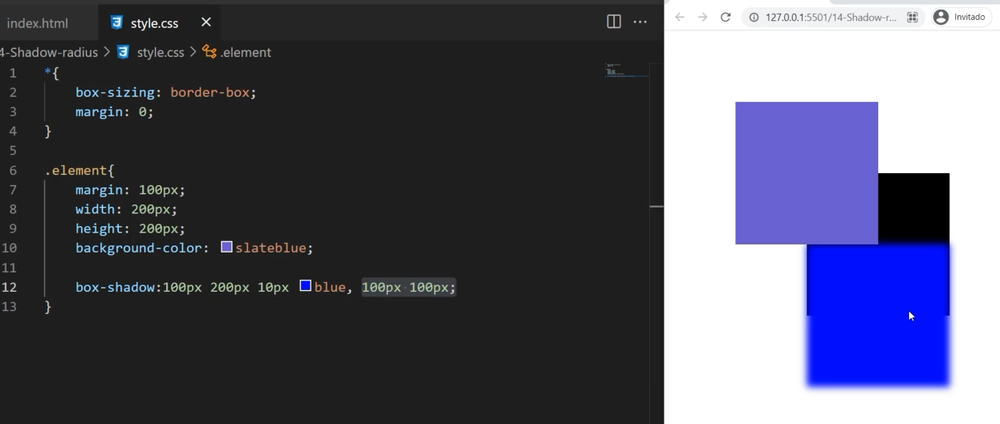 index.html
style.css
4-Shadow-radius > style.css > .element
1 *{
2 box-sizing: border-box;
3 margin: 0;
4 }
5
6 .element{
7 margin: 100px;
8 width: 200px;
9 height: 200px;
10 background-color: slateblue;
11
12 box-shadow:100px 200px 10px blue, 100px 100px;
13 }
127.0.0.1:5501/14-Shadow-r...
Invitado